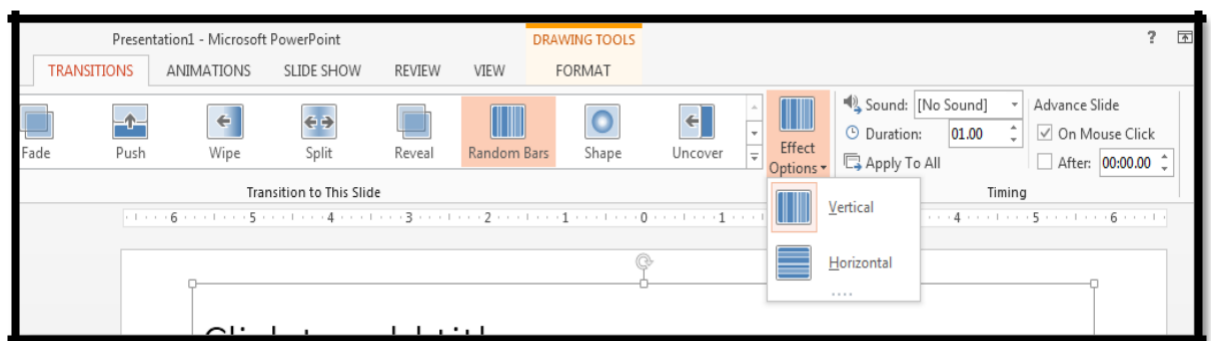 Presentation1 - Microsoft PowerPoint DRAWING TOOLS ?
TRANSITIONS ANIMATIONS SLIDE SHOW REVIEW VIEW FORMAT
Sound: [No Sound] Advance Slide
Duration: 01.00 On Mouse Click
Fade Push Wipe Split Reveal Random Bars Shape Uncover Effect Options Apply To All After: 00:00.00
Transition to This Slide Timing
6 5 4 3 2 1 0 1 4 5 6
Vertical
Horizontal